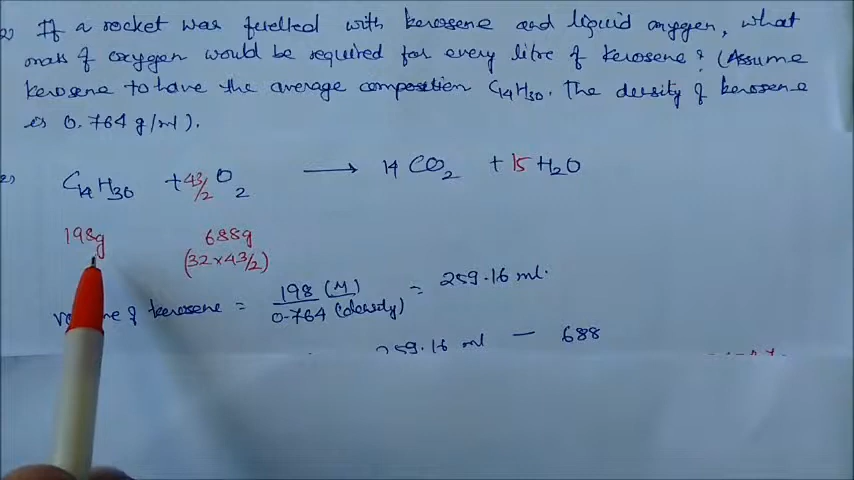 2) If a rocket was fuelled with kerosene and liquid oxygen, what
mass of oxygen would be required for every litre of kerosene? (Assume
kerosene to have the average composition C₁₄H₃₀. The density of kerosene
is 0.764 g/ml).
2) C₁₄H₃₀ + 43/2 O₂ ⟶ 14 CO₂ + 15 H₂O
198g 688g
(32×43/2)
of kerosene = 198 (M) / 0.764 (density) = 259.16 ml.
259.16 ml — 688